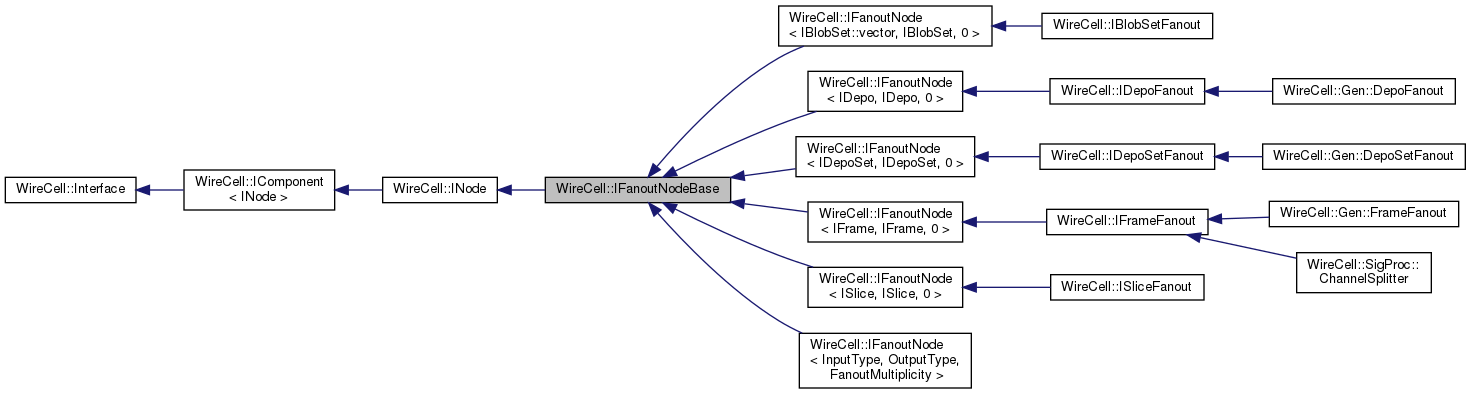 WireCell::Interface
WireCell::IComponent
< INode >
WireCell::INode
WireCell::IFanoutNodeBase
WireCell::IFanoutNode
< IBlobSet::vector, IBlobSet, 0 >
WireCell::IBlobSetFanout
WireCell::IFanoutNode
< IDepo, IDepo, 0 >
WireCell::IDepoFanout
WireCell::Gen::DepoFanout
WireCell::IFanoutNode
< IDepoSet, IDepoSet, 0 >
WireCell::IDepoSetFanout
WireCell::Gen::DepoSetFanout
WireCell::IFanoutNode
< IFrame, IFrame, 0 >
WireCell::IFrameFanout
WireCell::Gen::FrameFanout
WireCell::SigProc::
ChannelSplitter
WireCell::IFanoutNode
< ISlice, ISlice, 0 >
WireCell::ISliceFanout
WireCell::IFanoutNode
< InputType, OutputType,
FanoutMultiplicity >